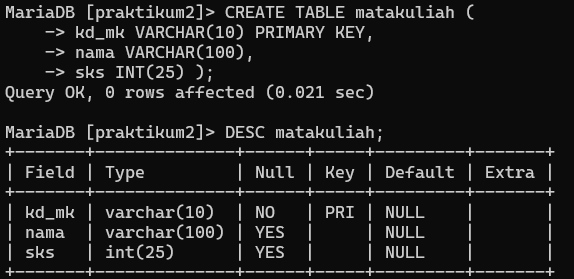 MariaDB [praktikum2]> CREATE TABLE matakuliah (
    -> kd_mk VARCHAR(10) PRIMARY KEY,
    -> nama VARCHAR(100),
    -> sks INT(25) );
Query OK, 0 rows affected (0.021 sec)

MariaDB [praktikum2]> DESC matakuliah;
+-------+--------------+------+-----+---------+-------+
| Field | Type         | Null | Key | Default | Extra |
+-------+--------------+------+-----+---------+-------+
| kd_mk | varchar(10)  | NO   | PRI | NULL    |       |
| nama  | varchar(100) | YES  |     | NULL    |       |
| sks   | int(25)      | YES  |     | NULL    |       |
+-------+--------------+------+-----+---------+-------+